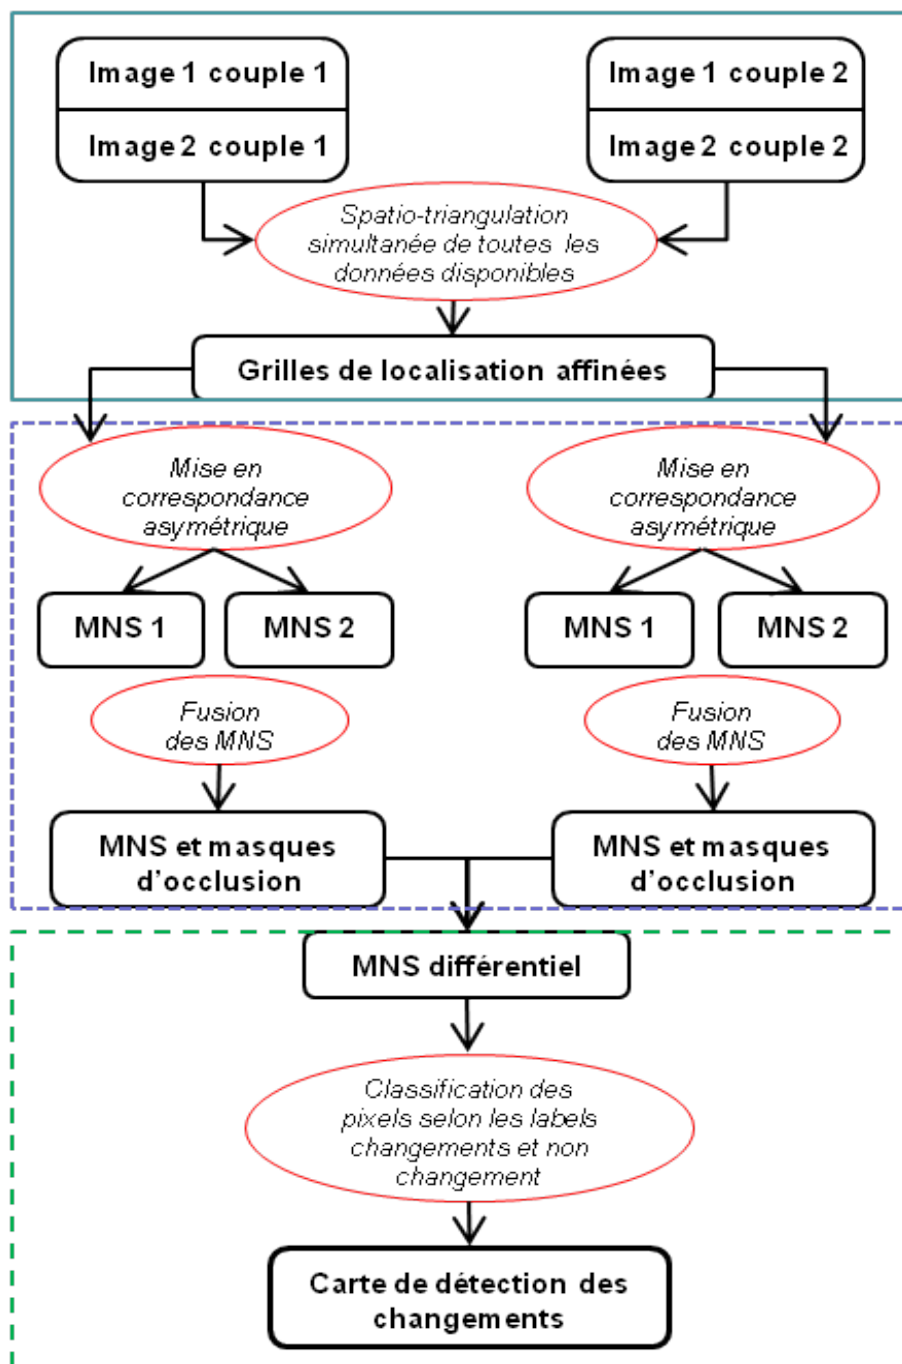 Image 1 couple 1
Image 2 couple 1
Image 1 couple 2
Image 2 couple 2
Spatio-triangulation
simultanée de toutes les
données disponibles
Grilles de localisation affinées
Mise en
correspondance
asymétrique
Mise en
correspondance
asymétrique
MNS 1
MNS 2
MNS 1
MNS 2
Fusion
des MNS
Fusion
des MNS
MNS et masques
d'occlusion
MNS et masques
d'occlusion
MNS différentiel
Classification des
pixels selon les labels
changements et non
changement
Carte de détection des
changements